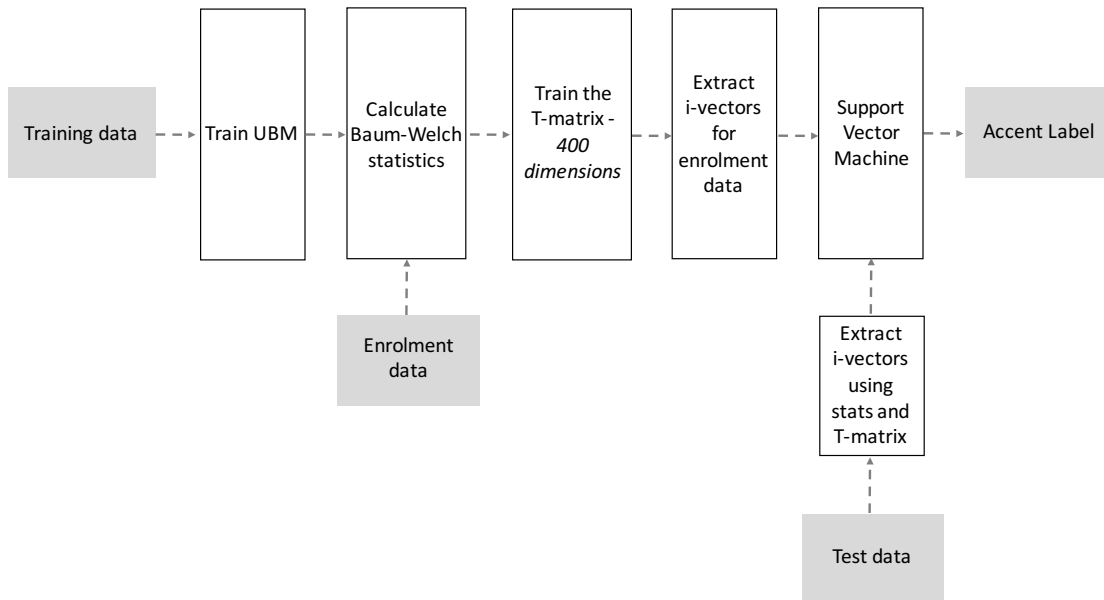 Training data
Train UBM
Calculate
Baum-Welch
statistics
Train the
T-matrix -
400
dimensions
Extract
i-vectors
for
enrolment
data
Support
Vector
Machine
Accent Label
Enrolment
data
Extract
i-vectors
using
stats and
T-matrix
Test data